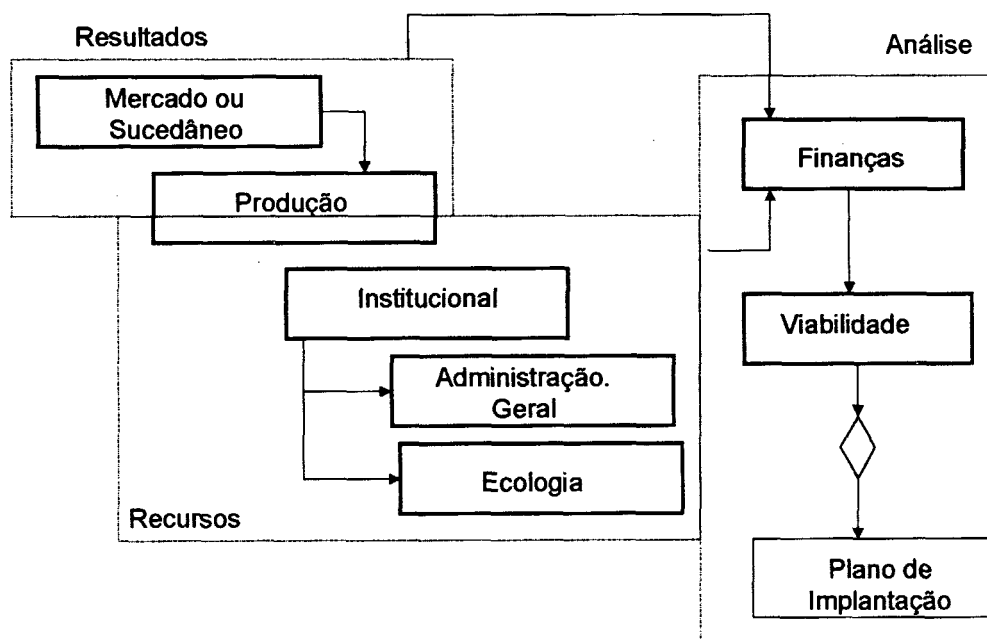 Resultados
Análise
Mercado ou
Sucedâneo
Finanças
Produção
Institucional
Viabilidade
Administração.
Geral
Ecologia
Recursos
Plano de
Implantação